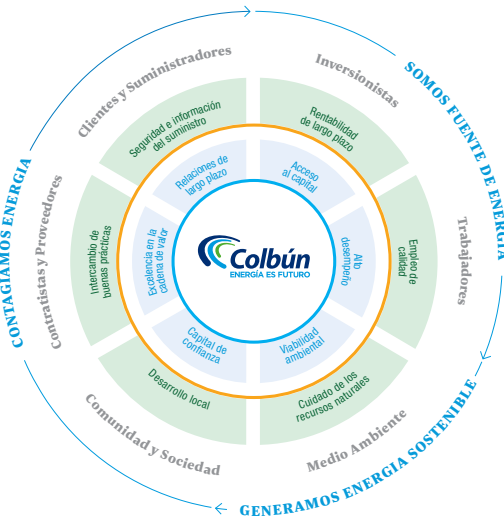 SOMOS FUENTE DE ENERGÍA
GENERAMOS ENERGIA SOSTENIBLE
CONTAGIAMOS ENERGIA
Clientes y Suministradores
Inversionistas
Trabajadores
Medio Ambiente
Comunidad y Sociedad
Contratistas y Proveedores
Seguridad e información
del suministro
Rentabilidad
de largo plazo
Empleo de
calidad
Cuidado de los
recursos naturales
Desarrollo local
Intercambio de
buenas prácticas
Relaciones de
largo plazo
Acceso
al capital
Alto
desempeño
Viabilidad
ambiental
Capital de
confianza
Excelencia en la
cadena de valor
Colbún
ENERGÍA ES FUTURO